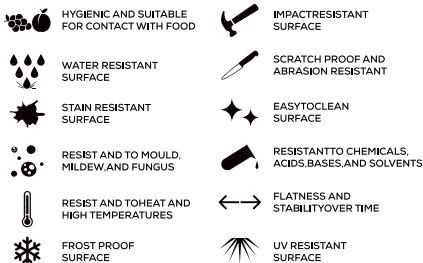 HYGIENIC AND SUITABLE
FOR CONTACT WITH FOOD
IMPACTRESISTANT
SURFACE
WATER RESISTANT
SURFACE
SCRATCH PROOF AND
ABRASION RESISTANT
STAIN RESISTANT
SURFACE
EASYTOCLEAN
SURFACE
RESIST AND TO MOULD,
MILDEW,AND FUNGUS
RESISTANTTO CHEMICALS,
ACIDS,BASES,AND SOLVENTS
RESIST AND TOHEAT AND
HIGH TEMPERATURES
FLATNESS AND
STABILITYOVER TIME
FROST PROOF
SURFACE
UV RESISTANT
SURFACE